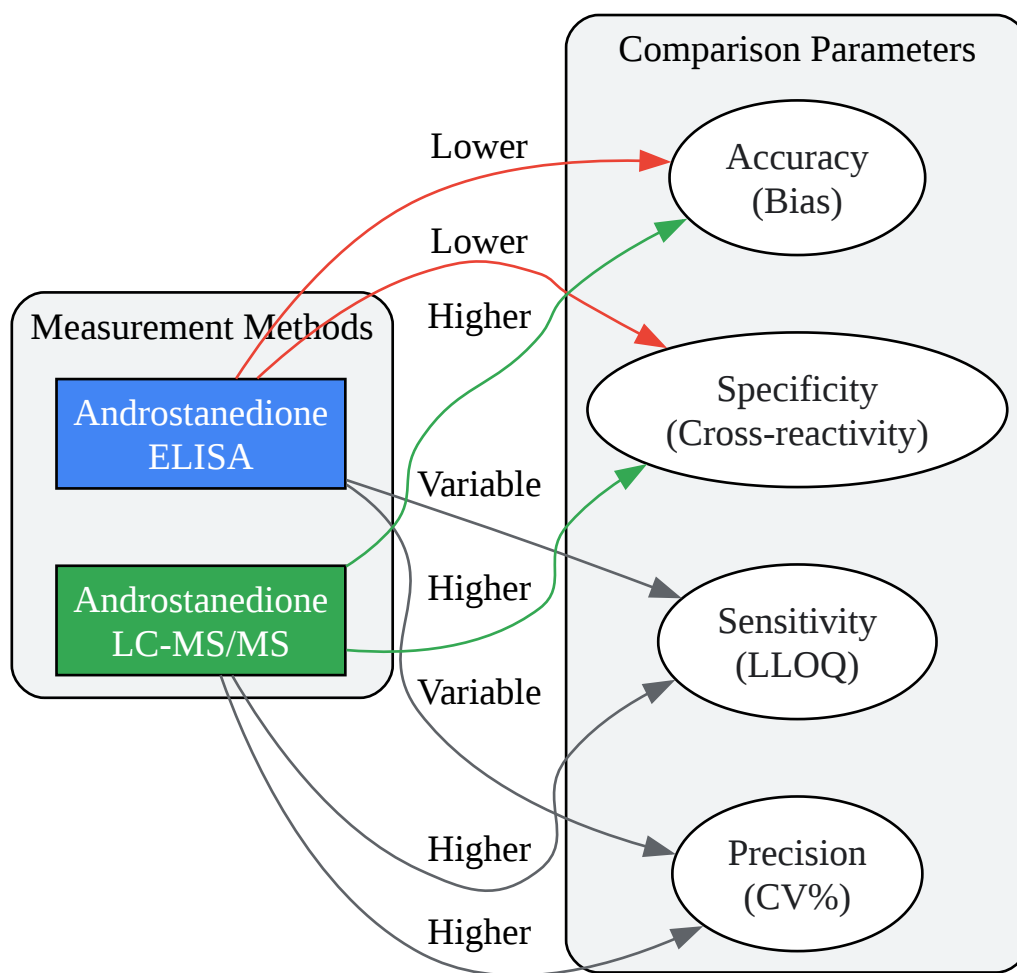 Comparison Parameters
Accuracy
(Bias)
Lower
Lower
Higher
Measurement Methods
Androstanedione
ELISA
Specificity
(Cross-reactivity)
Variable
Androstanedione
LC-MS/MS
Higher
Sensitivity
(LLOQ)
Variable
Higher
Precision
(CV%)
Higher